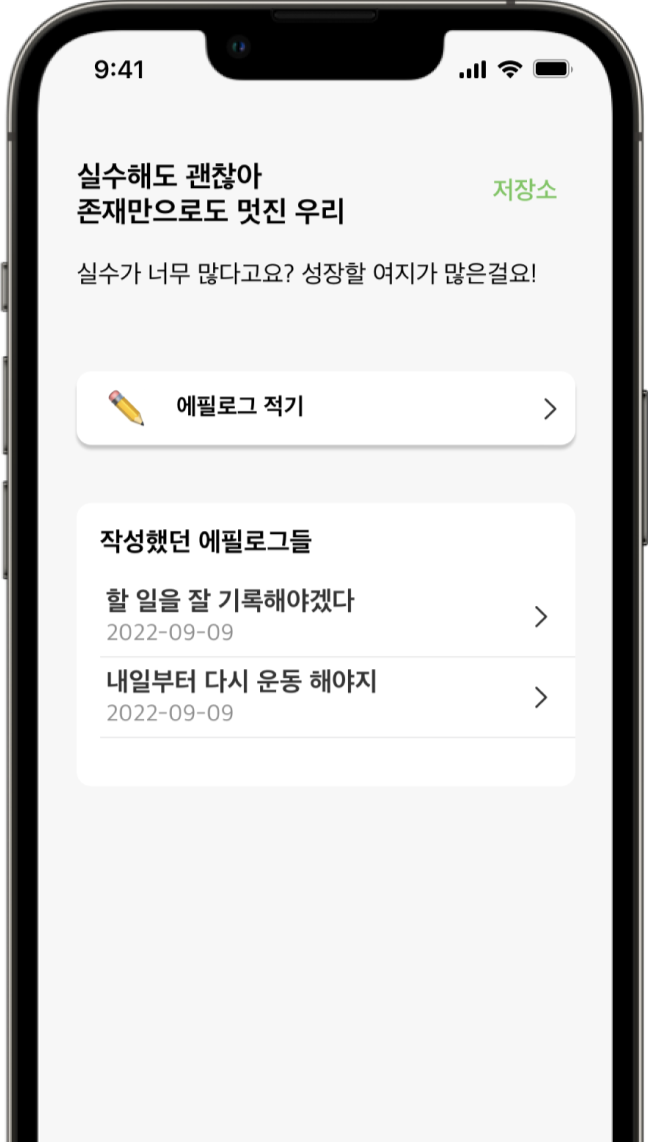 9:41
실수해도 괜찮아
존재만으로도 멋진 우리
저장소
실수가 너무 많다고요? 성장할 여지가 많은걸요!
에필로그 적기
작성했던 에필로그들
할 일을 잘 기록해야겠다
2022-09-09
내일부터 다시 운동 해야지
2022-09-09